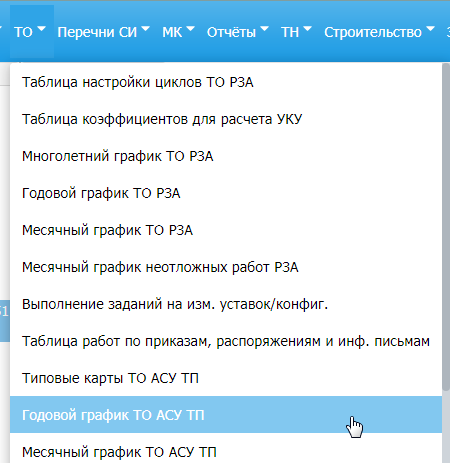 ТО Перечни СИ МК Отчёты ТН Строительство
Таблица настройки циклов ТО РЗА
Таблица коэффициентов для расчета УКУ
Многолетний график ТО РЗА
Годовой график ТО РЗА
Месячный график ТО РЗА
Месячный график неотложных работ РЗА
Выполнение заданий на изм. уставок/конфиг.
Таблица работ по приказам, распоряжениям и инф. письмам
Типовые карты ТО АСУ ТП
Годовой график ТО АСУ ТП
Месячный график ТО АСУ ТП